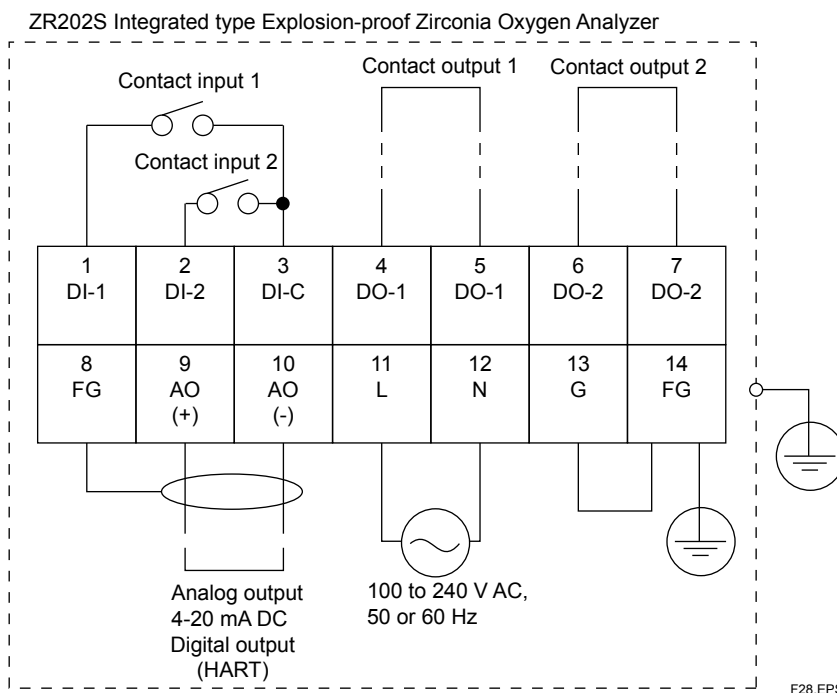 ZR202S Integrated type Explosion-proof Zirconia Oxygen Analyzer
Contact input 1
Contact output 1
Contact output 2
Contact input 2
1
DI-1
2
DI-2
3
DI-C
4
DO-1
5
DO-1
6
DO-2
7
DO-2
8
FG
9
AO
(+)
10
AO
(-)
11
L
12
N
13
G
14
FG
Analog output
4-20 mA DC
Digital output
(HART)
100 to 240 V AC,
50 or 60 Hz